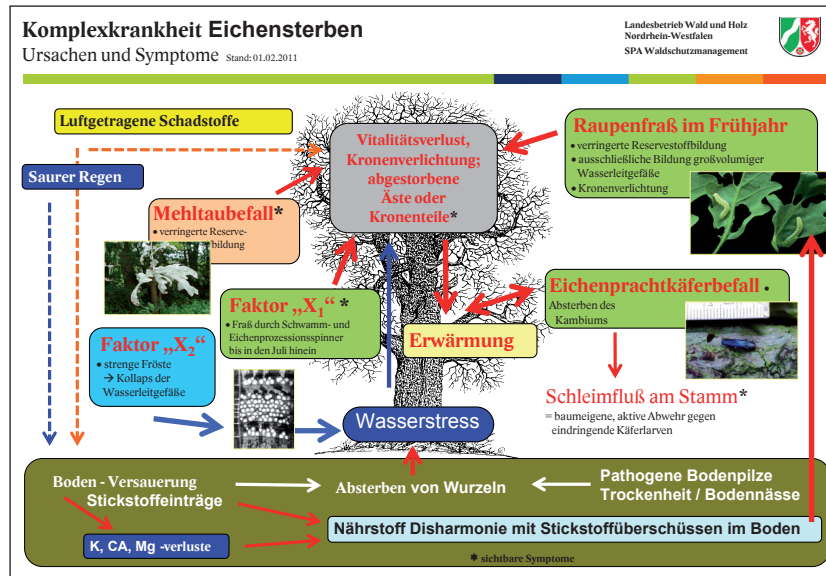 Komplexkrankheit Eichensterben
Ursachen und Symptome Stand: 01.02.2011
Landesbetrieb Wald und Holz
Nordrhein-Westfalen
SPA Waldschutzmanagement
Luftgetragene Schadstoffe
Saurer Regen
Vitalitätsverlust,
Kronenverlichtung;
abgestorbene
Äste oder
Kronenteile*
Raupenfraß im Frühjahr
• verringerte Reservestoffbildung
• ausschließliche Bildung großvolumiger
Wasserleitgefäße
• Kronenverlichtung
Mehltaubefall*
• verringerte Reserve-
bildung
Faktor „X1“ *
• Fraß durch Schwamm- und
Eichenprozessionsspinner
bis in den Juli hinein
Faktor „X2“
• strenge Fröste
→ Kollaps der
Wasserleitgefäße
Erwärmung
Eichenprachtkäferbefall •
Absterben des
Kambiums
Schleimfluß am Stamm*
= baumeigene, aktive Abwehr gegen
eindringende Käferlarven
Wasserstress
Boden - Versauerung
Stickstoffeinträge
Absterben von Wurzeln
Pathogene Bodenpilze
Trockenheit / Bodennässe
Nährstoff Disharmonie mit Stickstoffüberschüssen im Boden
K, CA, Mg -verluste
* sichtbare Symptome